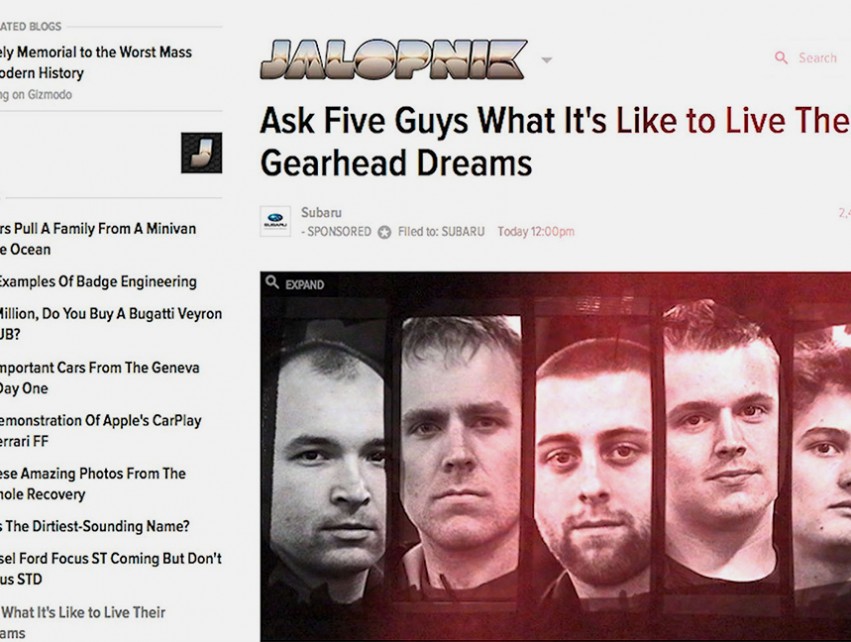 ATED BLOGS
ely Memorial to the Worst Mass
odern History
ng on Gizmodo
rs Pull A Family From A Minivan
e Ocean
Examples Of Badge Engineering
Million, Do You Buy A Bugatti Veyron
UB?
mportant Cars From The Geneva
Day One
emonstration Of Apple's CarPlay
errari FF
ese Amazing Photos From The
hole Recovery
s The Dirtiest-Sounding Name?
sel Ford Focus ST Coming But Don't
us STD
What It's Like to Live Their
ams
JALOPNIK
Search
Ask Five Guys What It's Like to Live The
Gearhead Dreams
SUBARU
Subaru
- SPONSORED Filed to: SUBARU Today 12:00pm
2,4
EXPAND